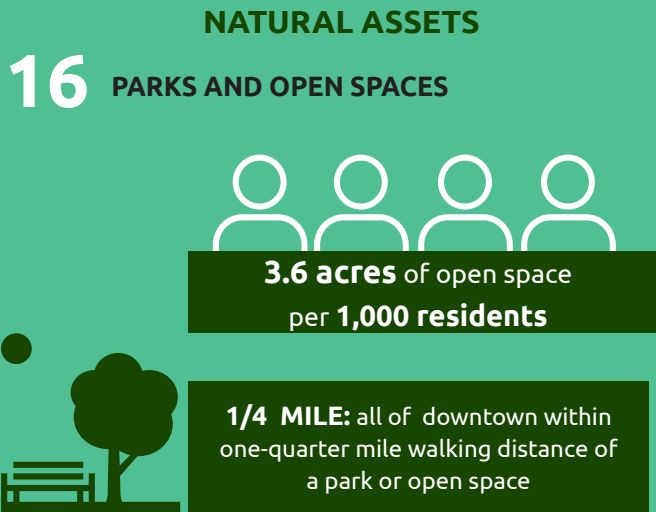 NATURAL ASSETS
16 PARKS AND OPEN SPACES
3.6 acres of open space
per 1,000 residents
1/4 MILE: all of downtown within
one-quarter mile walking distance of
a park or open space